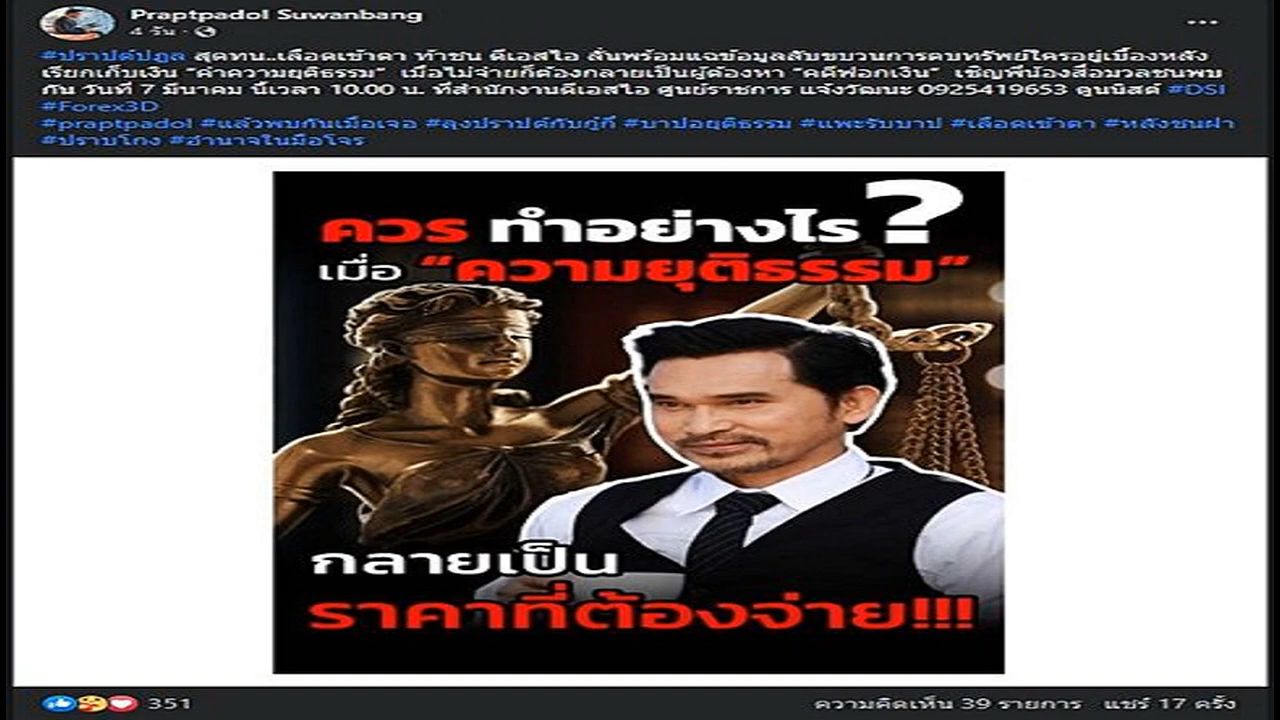 Praptpadol Suwanbang
4 วัน ·
#ปราปต์ปฎล สุดทน..เลือดเข้าตา ท้าชน ดีเอสไอ ลั่นพร้อมแฉข้อมูลลับขบวนการตบทรัพย์ใครอยู่เบื้องหลัง
เรียกเก็บเงิน "ค่าความยุติธรรม" เมื่อไม่จ่ายก็ต้องกลายเป็นผู้ต้องหา "คดีฟอกเงิน" เชิญพี่น้องสื่อมวลชนพบ
กัน วันที่ 7 มีนาคม นี้เวลา 10.00 น. ที่สำนักงานดีเอสไอ ศูนย์ราชการ แจ้งวัฒนะ 0925419653 คูนนิสต์ #DSI
#Forex3D
#praptpadol #แล้วพบกันเมื่อเจอ #ลุงปราปต์กับกู๋กี๋ #บาปอยุติธรรม #แพะรับบาป #เลือดเข้าตา #หลังชนฝา
#ปราบโกง #อำนาจในมือโจร
ควร ทำอย่างไร ?
เมื่อ "ความยุติธรรม"
กลายเป็น
ราคาที่ต้องจ่าย!!!
351
ความคิดเห็น 39 รายการ แชร์ 17 ครั้ง